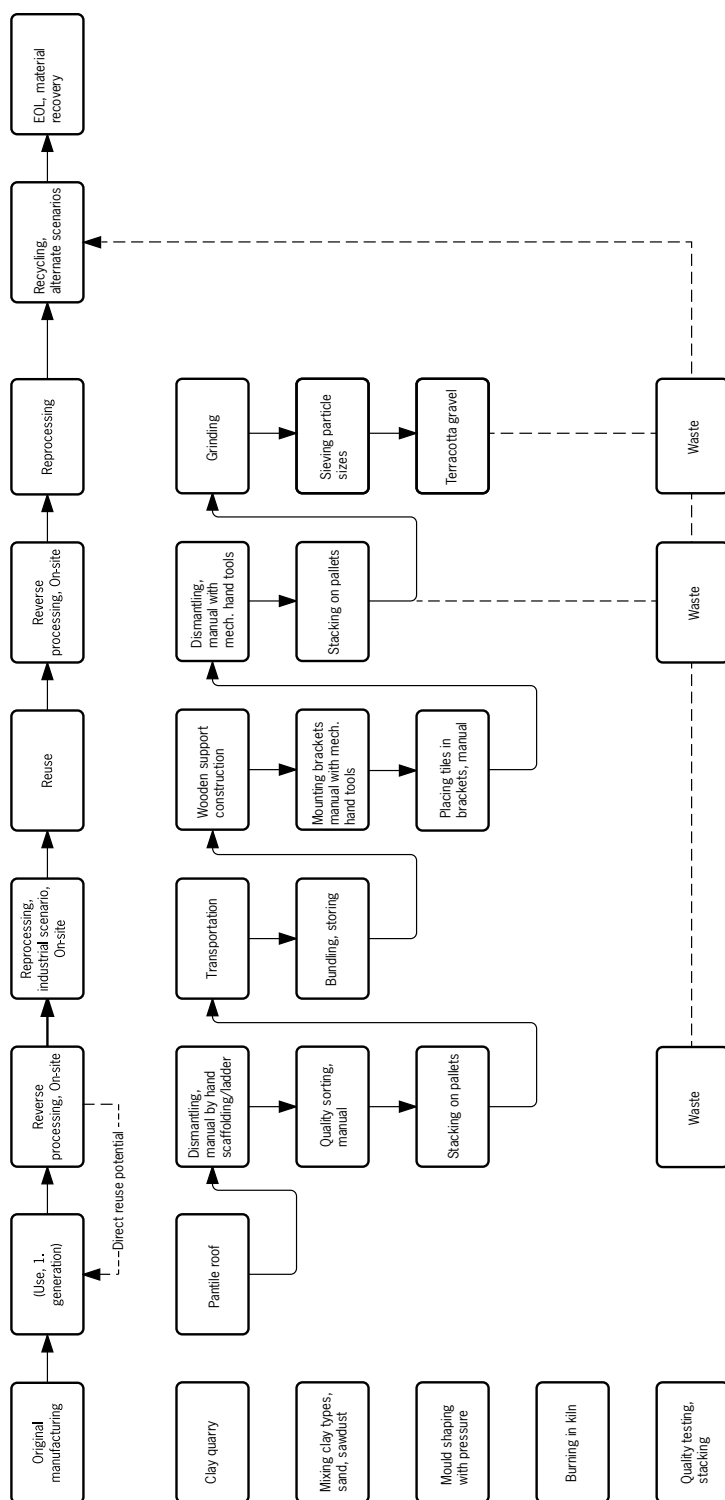 Original
manufacturing
(Use, 1.
generation)
Reverse
processing, On-site
Reprocessing,
industrial scenario,
On-site
Reuse
Reverse
processing, On-site
Reprocessing
Recycling,
alternate scenarios
EOL, material
recovery
Direct reuse potential
Clay quarry
Pantile roof
Dismantling,
manual by hand
scaffolding/ladder
Transportation
Wooden support
construction
Dismantling,
manual with
mech. hand tools
Grinding
Mixing clay types,
sand, sawdust
Quality sorting,
manual
Bundling, storing
Mounting brackets
manual with mech.
hand tools
Stacking on pallets
Sieving particle
sizes
Mould shaping
with pressure
Stacking on pallets
Placing tiles in
brackets, manual
Terracotta gravel
Burning in kiln
Quality testing,
stacking
Waste
Waste
Waste